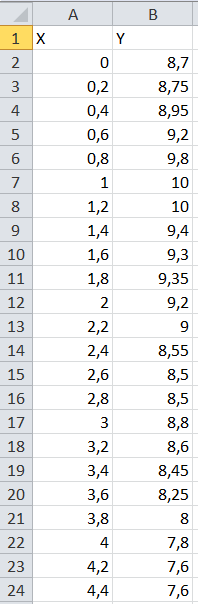 A B
1 X Y
2 0 8,7
3 0,2 8,75
4 0,4 8,95
5 0,6 9,2
6 0,8 9,8
7 1 10
8 1,2 10
9 1,4 9,4
10 1,6 9,3
11 1,8 9,35
12 2 9,2
13 2,2 9
14 2,4 8,55
15 2,6 8,5
16 2,8 8,5
17 3 8,8
18 3,2 8,6
19 3,4 8,45
20 3,6 8,25
21 3,8 8
22 4 7,8
23 4,2 7,6
24 4,4 7,6